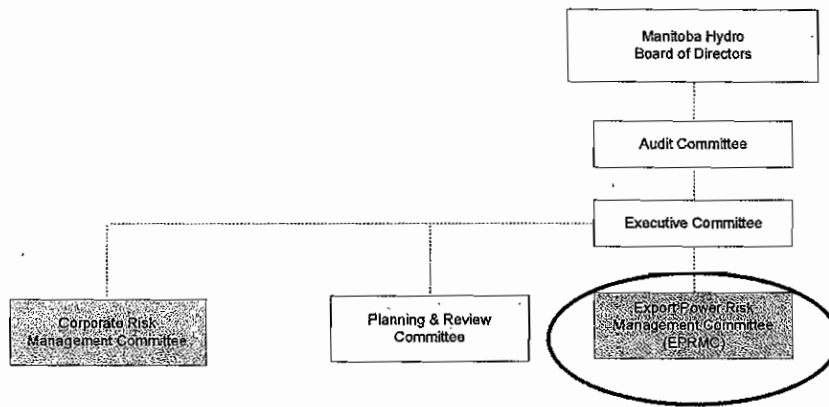 Manitoba Hydro
Board of Directors
Audit Committee
Executive Committee
Corporate Risk
Management Committee
Planning & Review
Committee
Export Power Risk
Management Committee
(EPRMC)